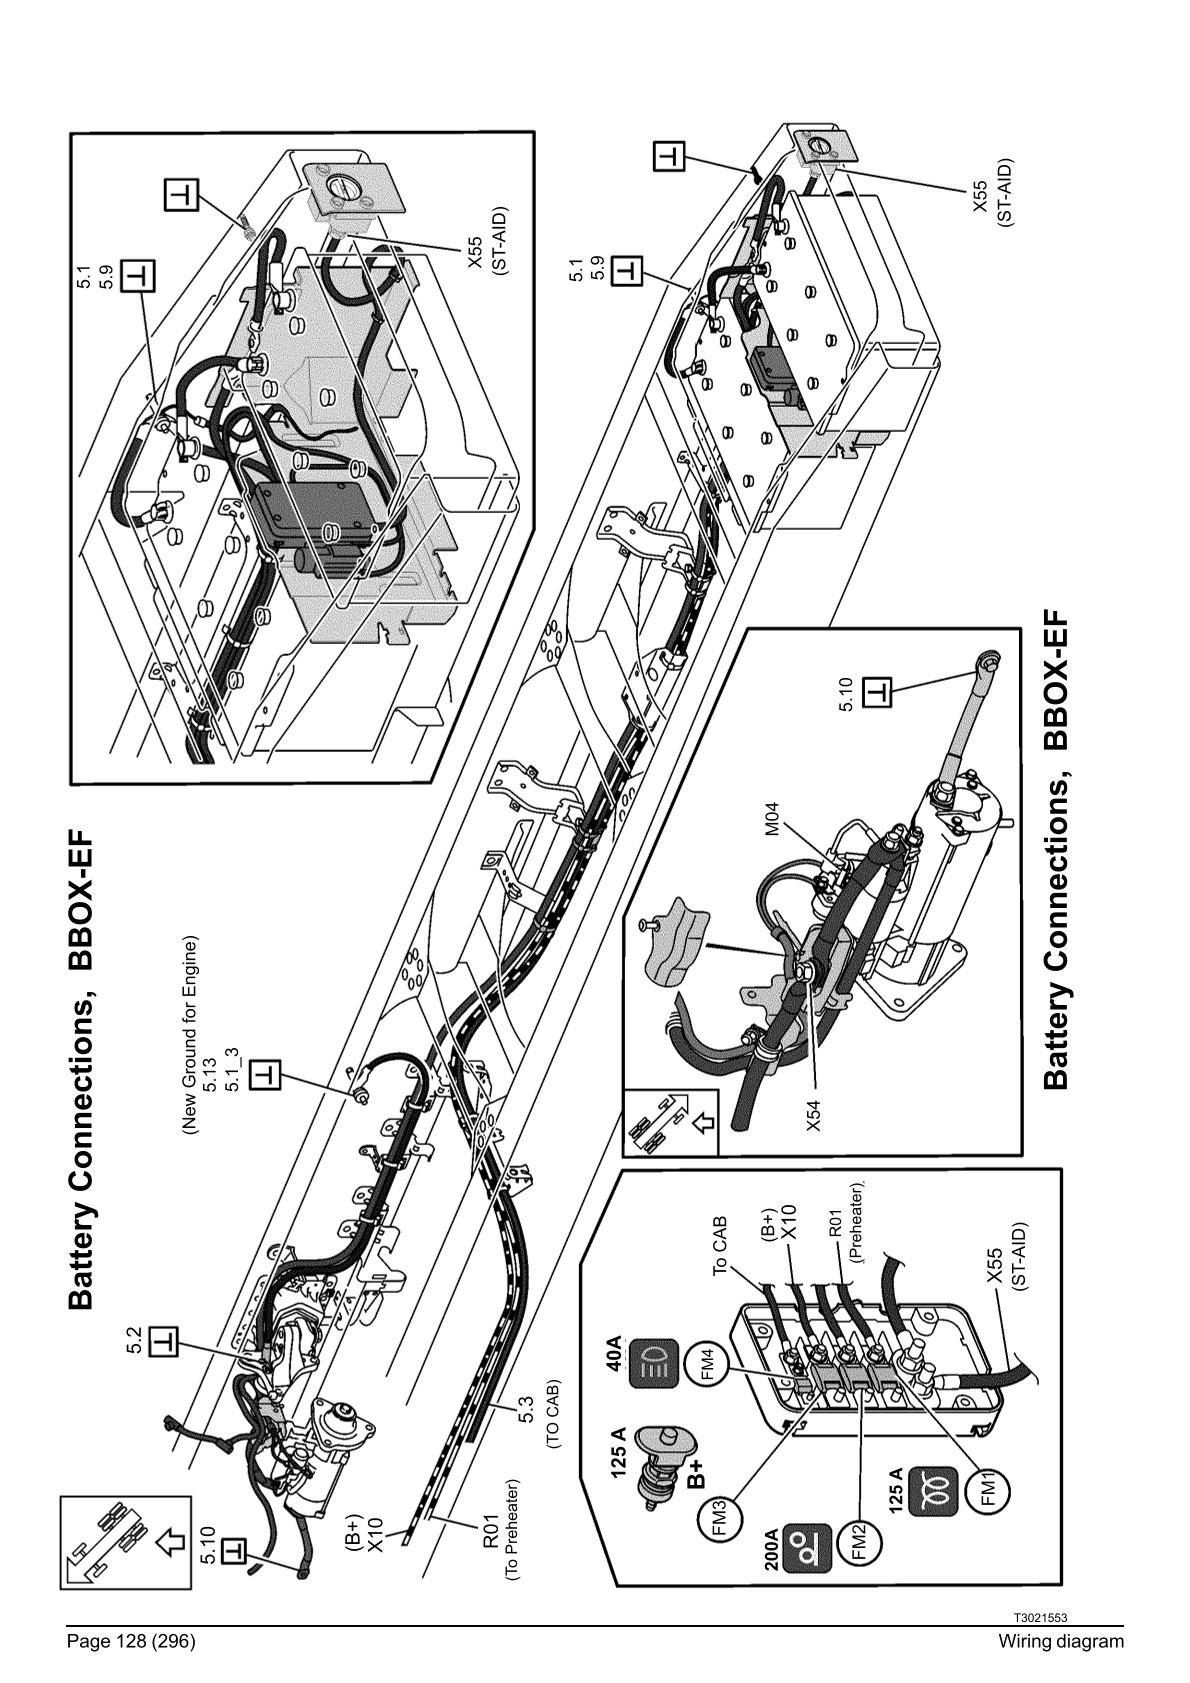 Page 128 (296)
Battery Connections, BBOX-EF
5.2
5.10
(New Ground for Engine)
5.13
5.1_3
(B+)
X10
R01
(To Preheater)
5.3
(TO CAB)
5.1
5.9
X55
(ST-AID)
5.1
5.9
X55
(ST-AID)
125 A
B+
40A
FM3
FM4
To CAB
(B+)
X10
200A
FM2
R01
(Preheater)
125 A
FM1
X55
(ST-AID)
X54
M04
5.10
Battery Connections, BBOX-EF
T3021553
Wiring diagram